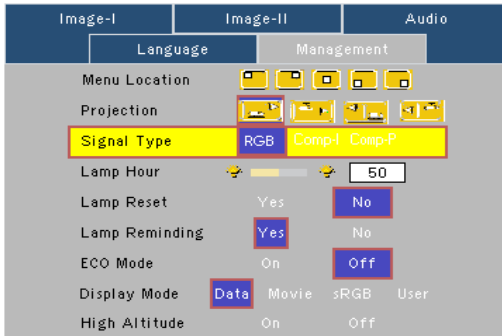 Image-I Image-II Audio
Language Management
Menu Location
Projection
Signal Type RGB Comp-I Comp-P
Lamp Hour 50
Lamp Reset Yes No
Lamp Reminding Yes No
ECO Mode On Off
Display Mode Data Movie sRGB User
High Altitude On Off